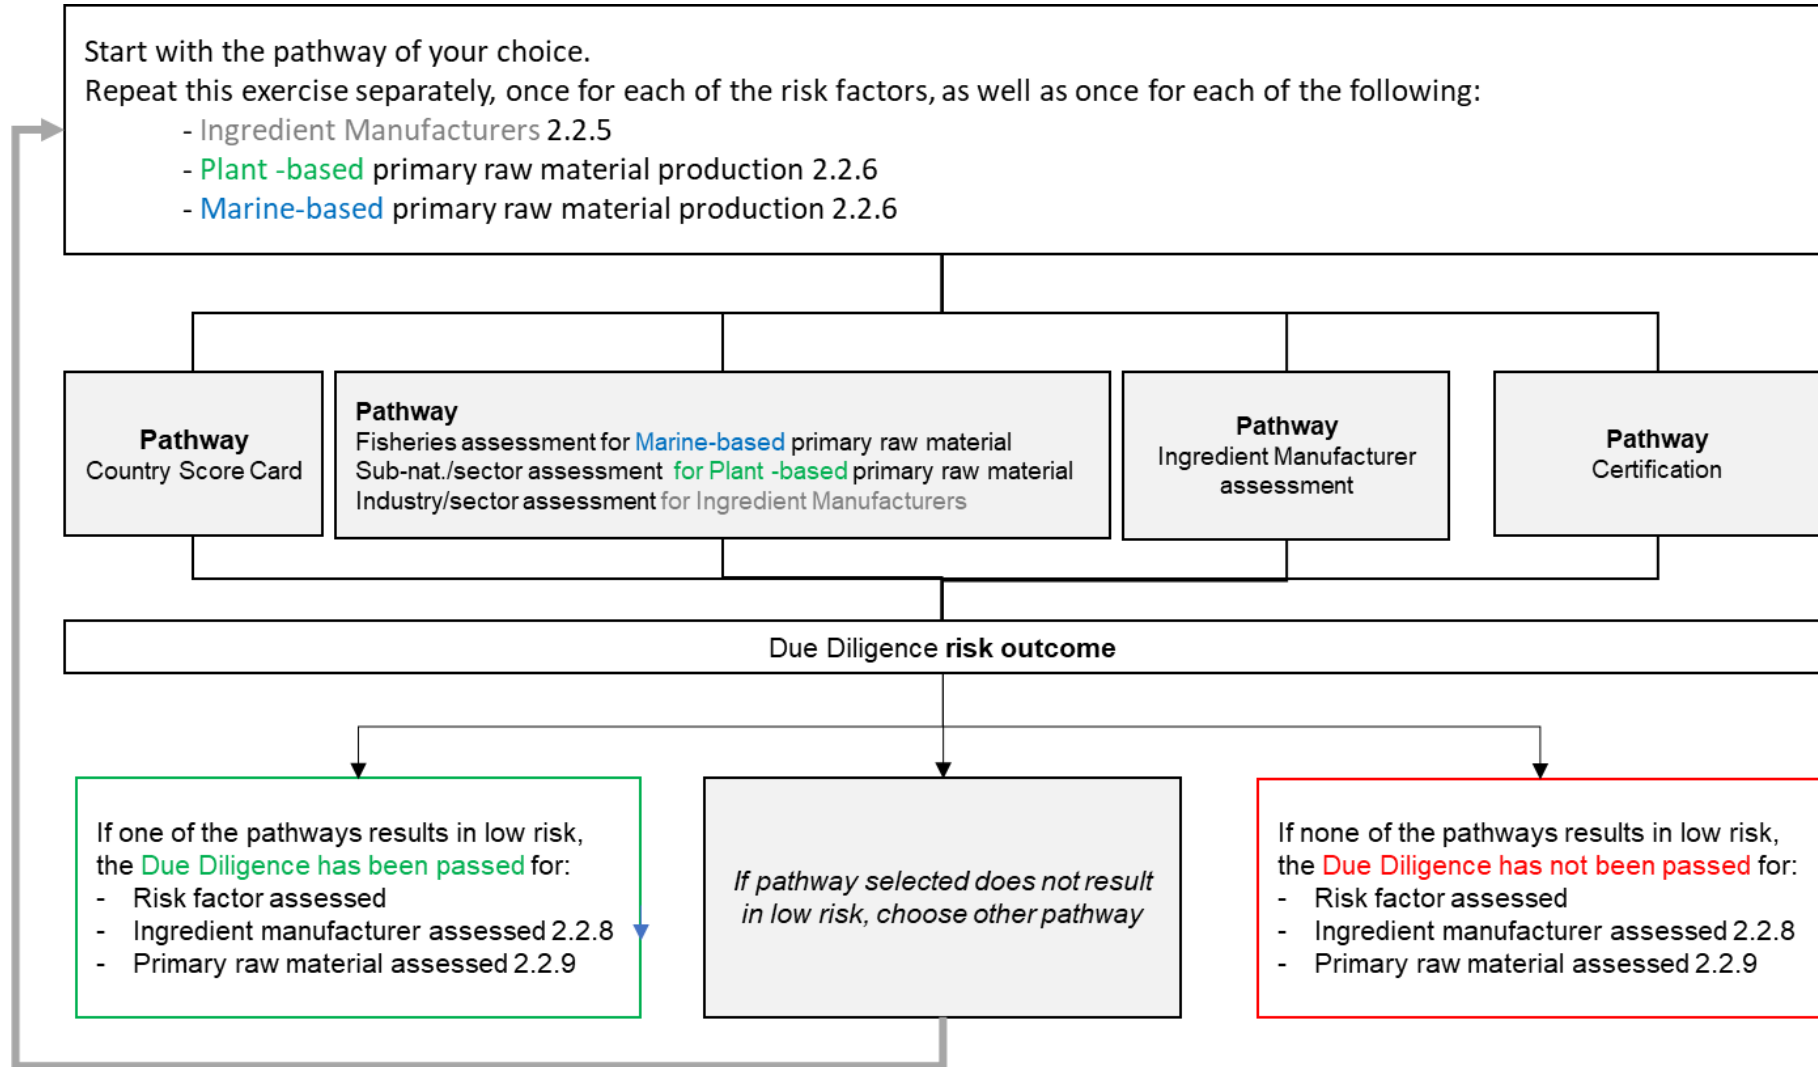 Start with the pathway of your choice.
Repeat this exercise separately, once for each of the risk factors, as well as once for each of the following:
- Ingredient Manufacturers 2.2.5
- Plant -based primary raw material production 2.2.6
- Marine-based primary raw material production 2.2.6
Pathway
Country Score Card
Pathway
Fisheries assessment for Marine-based primary raw material
Sub-nat./sector assessment for Plant -based primary raw material
Industry/sector assessment for Ingredient Manufacturers
Pathway
Ingredient Manufacturer
assessment
Pathway
Certification
Due Diligence risk outcome
If one of the pathways results in low risk,
the Due Diligence has been passed for:
- Risk factor assessed
- Ingredient manufacturer assessed 2.2.8
- Primary raw material assessed 2.2.9
If pathway selected does not result
in low risk, choose other pathway
If none of the pathways results in low risk,
the Due Diligence has not been passed for:
- Risk factor assessed
- Ingredient manufacturer assessed 2.2.8
- Primary raw material assessed 2.2.9